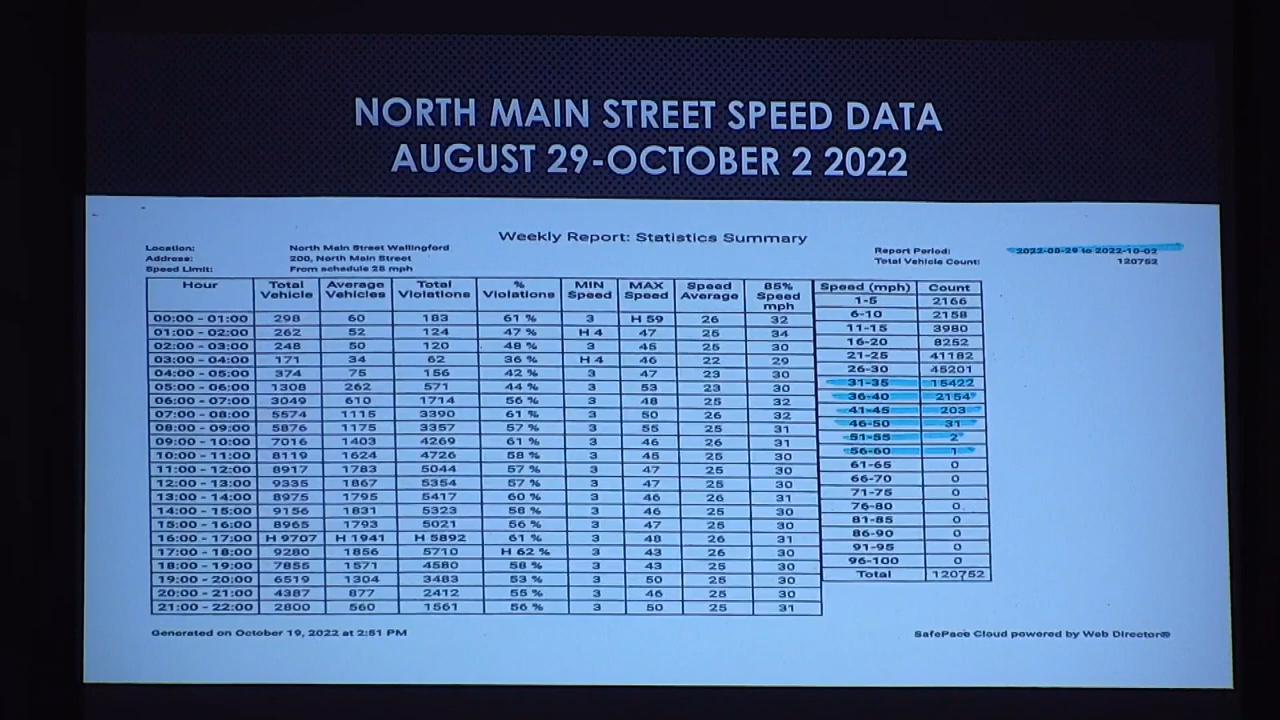 NORTH MAIN STREET SPEED DATA
AUGUST 29-OCTOBER 2 2022
Weekly Report: Statistics Summary
Location: North Main Street Wallingford
Address: 200, North Main Street
Speed Limit: From schedule 25 mph
Report Period: 2022-08-29 to 2022-10-02
Total Vehicle Count: 120752
Hour Total Vehicle Average Vehicles Total Violations % Violations MIN Speed MAX Speed Speed Average 85% Speed mph
00:00 - 01:00 298 60 183 61 % 3 H 59 26 32
01:00 - 02:00 262 52 124 47 % H 4 47 25 34
02:00 - 03:00 248 50 120 48 % 3 45 25 30
03:00 - 04:00 171 34 62 36 % H 4 46 22 29
04:00 - 05:00 374 75 156 42 % 3 47 23 30
05:00 - 06:00 1308 262 571 44 % 3 53 23 30
06:00 - 07:00 3049 610 1714 56 % 3 48 25 32
07:00 - 08:00 5574 1115 3390 61 % 3 50 26 32
08:00 - 09:00 5876 1175 3357 57 % 3 55 25 31
09:00 - 10:00 7016 1403 4269 61 % 3 46 26 31
10:00 - 11:00 8119 1624 4726 58 % 3 45 25 30
11:00 - 12:00 8917 1783 5044 57 % 3 47 25 30
12:00 - 13:00 9335 1867 5354 57 % 3 47 25 30
13:00 - 14:00 8975 1795 5417 60 % 3 46 26 31
14:00 - 15:00 9156 1831 5323 58 % 3 46 25 30
15:00 - 16:00 8965 1793 5021 56 % 3 47 25 30
16:00 - 17:00 H 9707 H 1941 H 5892 61 % 3 48 26 31
17:00 - 18:00 9280 1856 5710 H 62 % 3 43 26 30
18:00 - 19:00 7855 1571 4580 58 % 3 43 25 30
19:00 - 20:00 6519 1304 3483 53 % 3 50 25 30
20:00 - 21:00 4387 877 2412 55 % 3 46 25 30
21:00 - 22:00 2800 560 1561 56 % 3 50 25 31
Speed (mph) Count
1-5 2166
6-10 2158
11-15 3980
16-20 8252
21-25 41182
26-30 45201
31-35 15422
36-40 2154
41-45 203
46-50 31
51-55 2
56-60 1
61-65 0
66-70 0
71-75 0
76-80 0
81-85 0
86-90 0
91-95 0
96-100 0
Total 120752
Generated on October 19, 2022 at 2:51 PM
SafePace Cloud powered by Web Director®